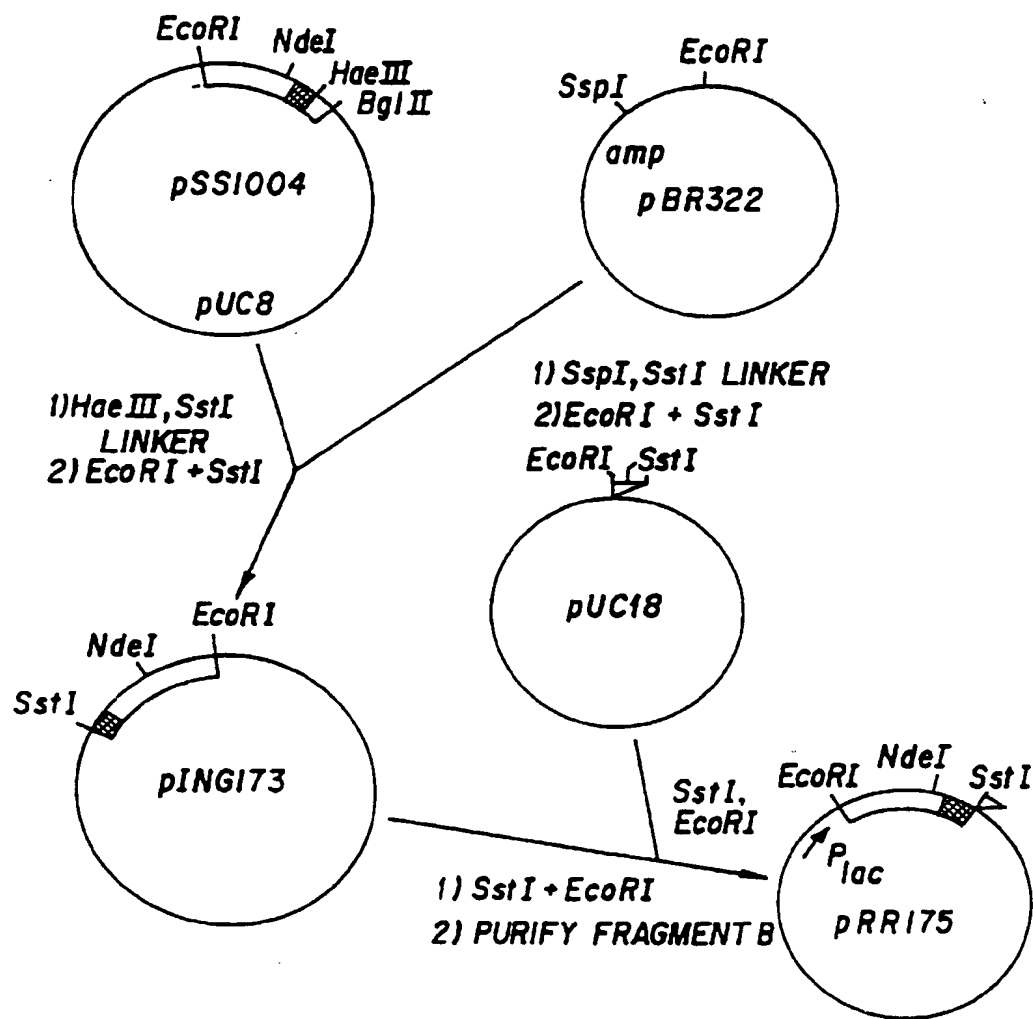 EcoRI
NdeI
HaeIII
BglII
pSS1004
pUC8
EcoRI
SspI
amp
pBR322
1)HaeIII,SstI
LINKER
2) EcoRI +SstI
1) SspI,SstI LINKER
2)EcoRI + SstI
EcoRI
SstI
pUC18
EcoRI
NdeI
SstI
pING173
SstI,
EcoRI
1) SstI + EcoRI
2) PURIFY FRAGMENT B
EcoRI
NdeI
SstI
Plac
pRR175